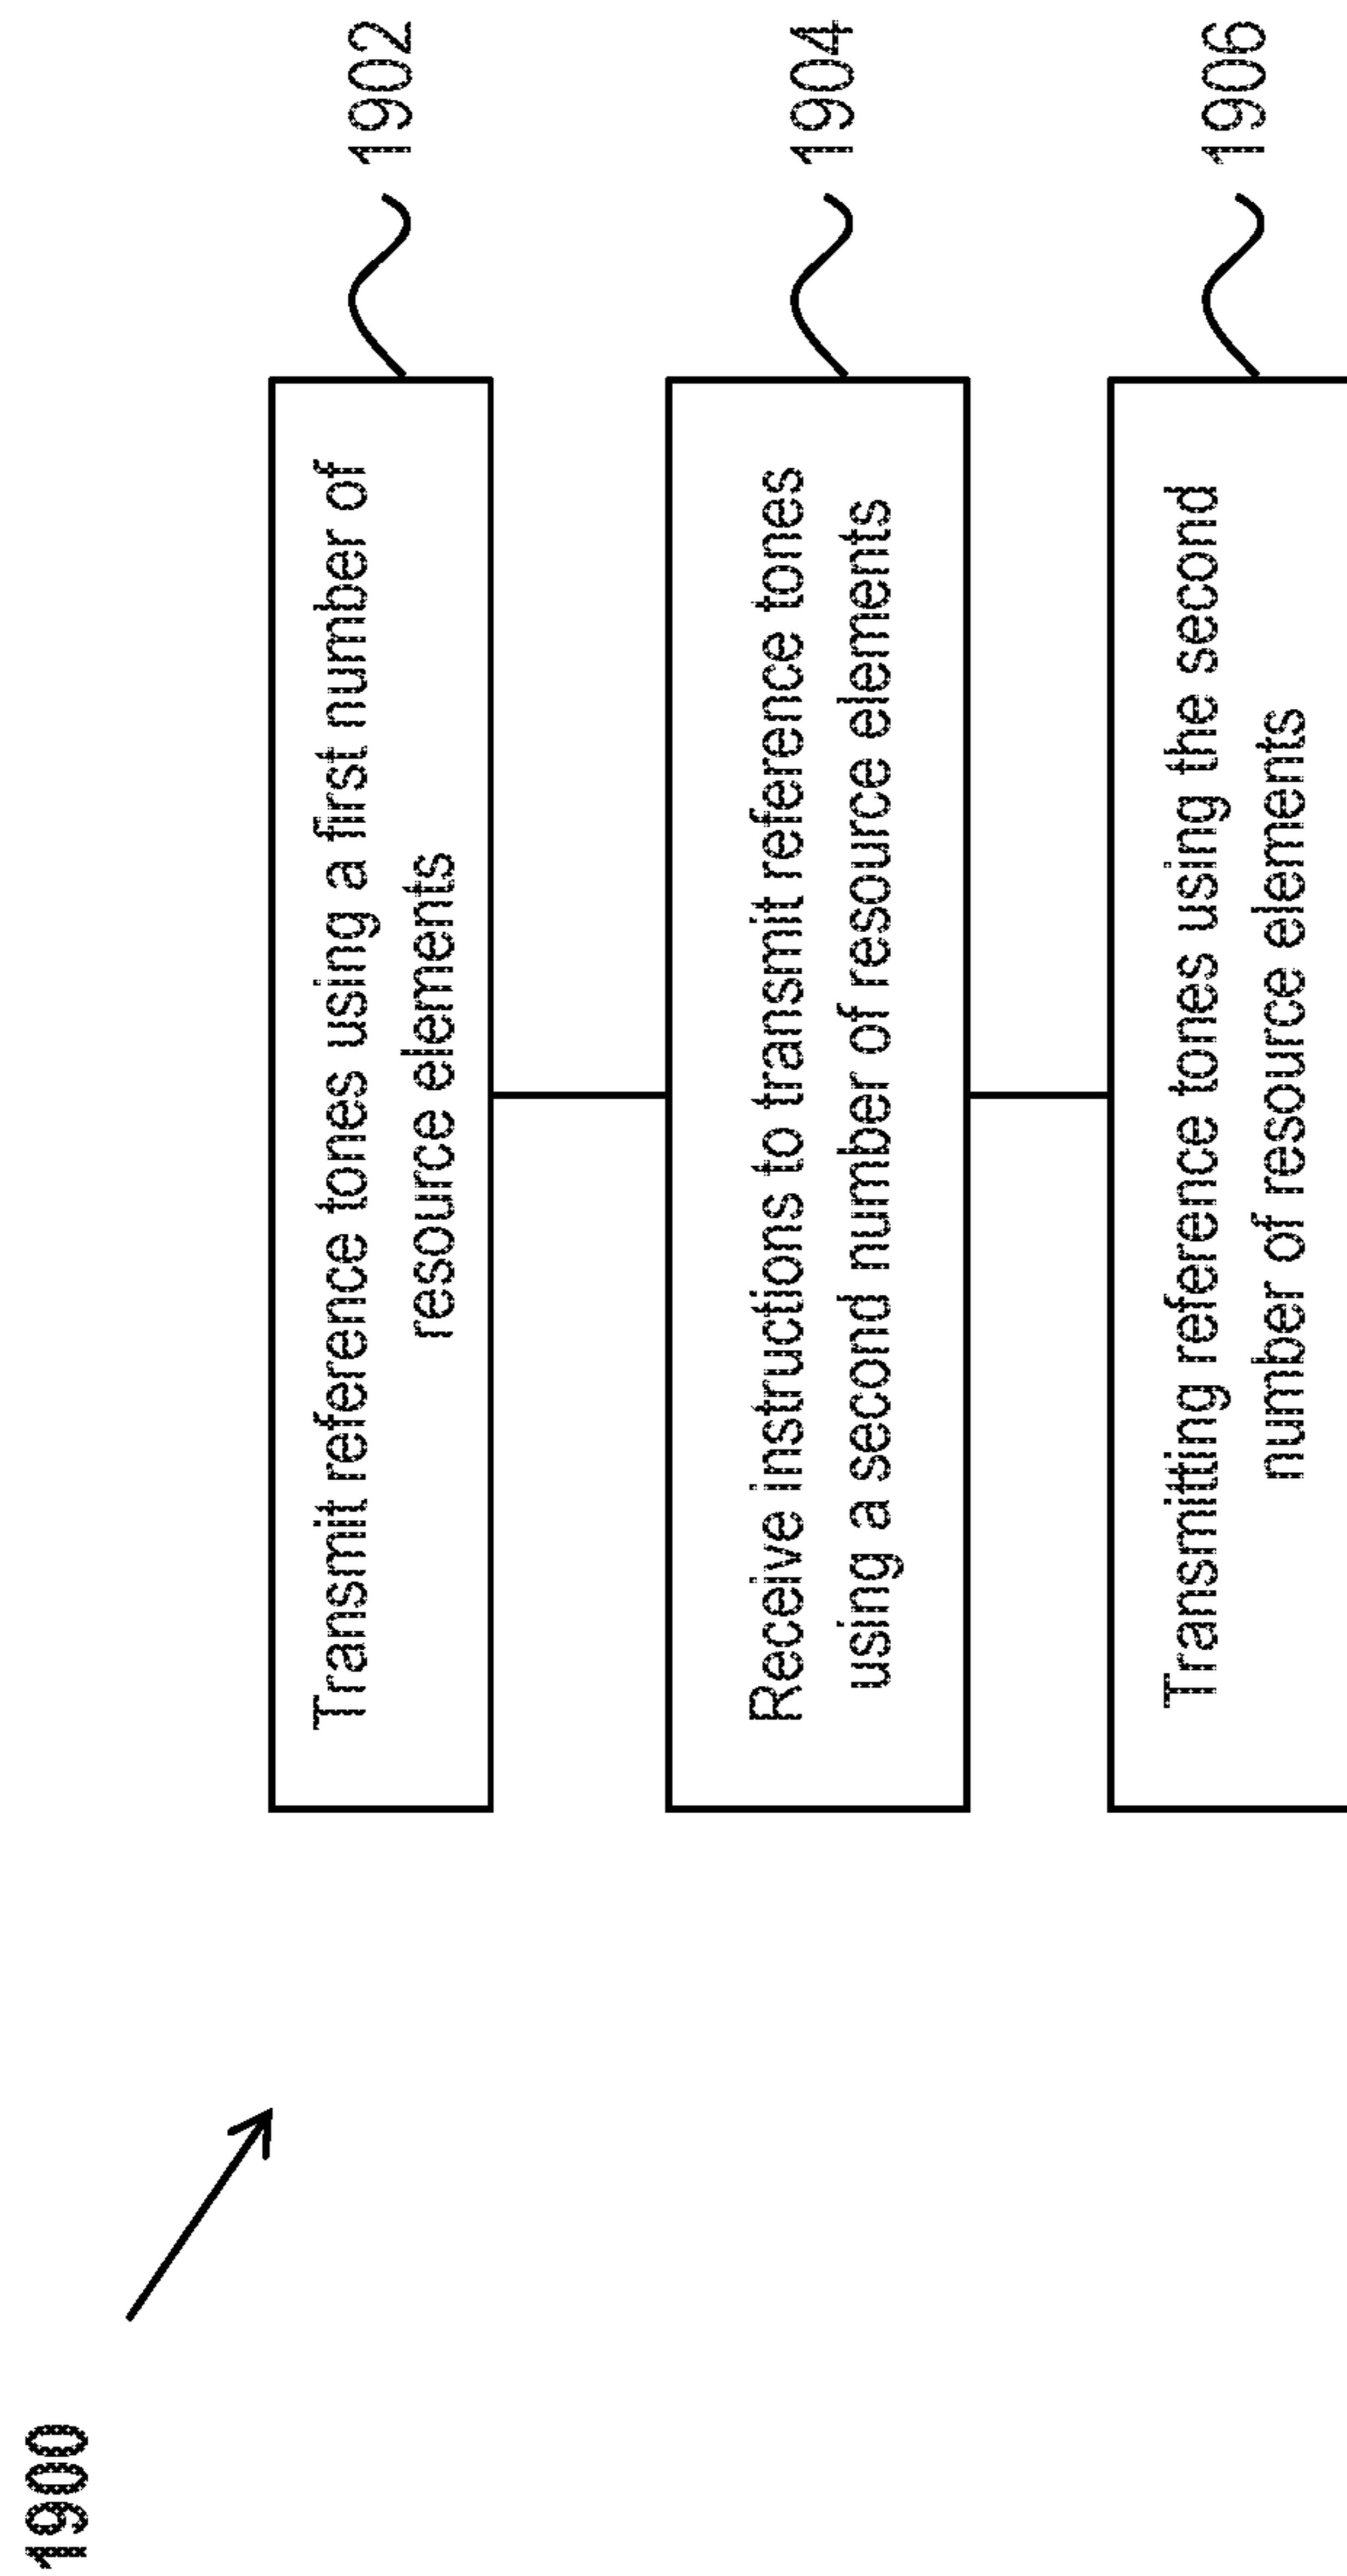 1900
Transmit reference tones using a first number of
resource elements
1902
Receive instructions to transmit reference tones
using a second number of resource elements
1904
Transmitting reference tones using the second
number of resource elements
1906